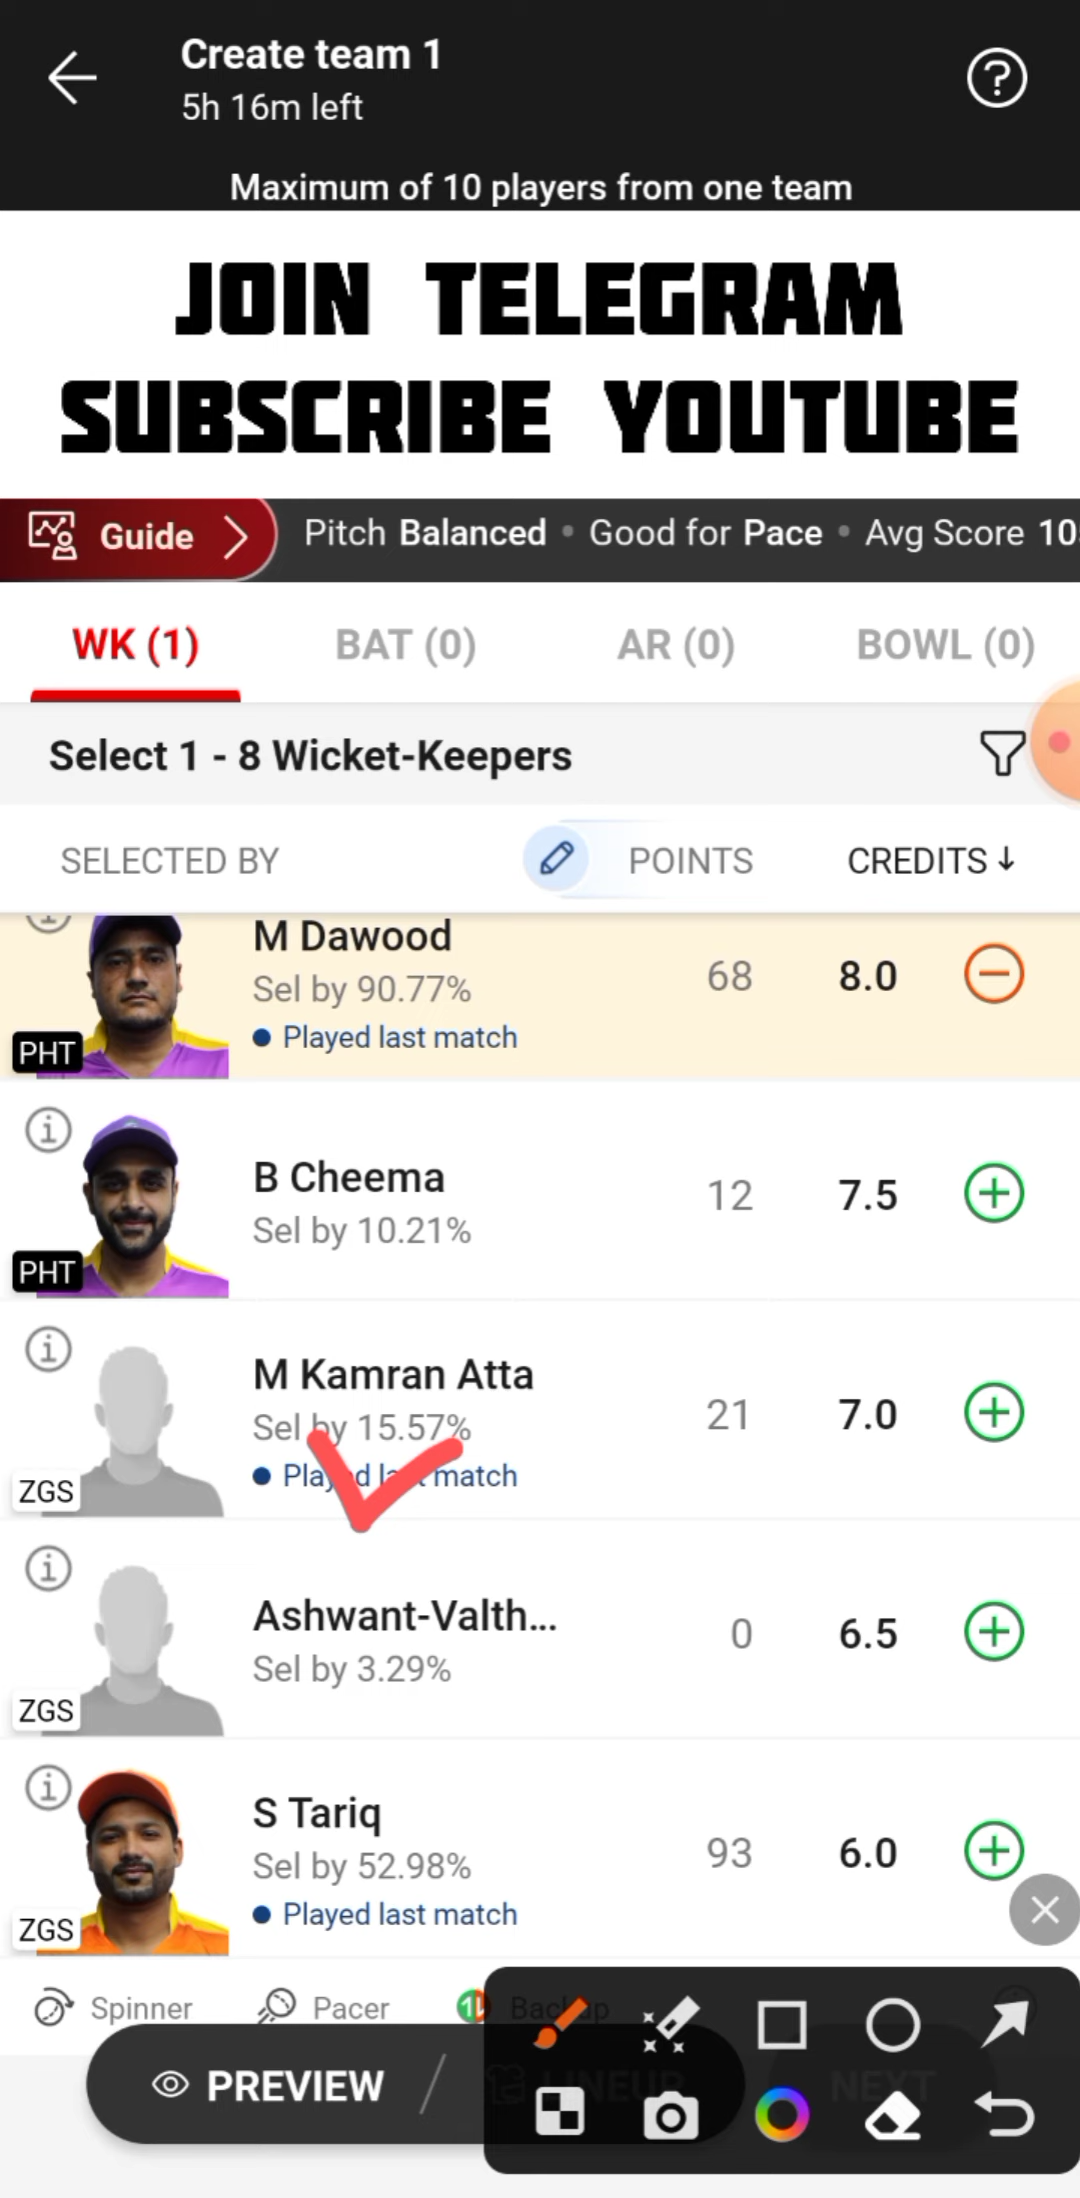 Create team 1
5h 16m left
Maximum of 10 players from one team
JOIN TELEGRAM
SUBSCRIBE YOUTUBE
Guide
Pitch Balanced • Good for Pace • Avg Score 10
WK (1) BAT (0) AR (0) BOWL (0)
Select 1 - 8 Wicket-Keepers
SELECTED BY POINTS CREDITS ↓
M Dawood
Sel by 90.77% 68 8.0
• Played last match
PHT
B Cheema
Sel by 10.21% 12 7.5
PHT
M Kamran Atta
Sel by 15.57% 21 7.0
• Played last match
ZGS
Ashwant-Valth...
Sel by 3.29% 0 6.5
ZGS
S Tariq
Sel by 52.98% 93 6.0
• Played last match
ZGS
Spinner Pacer Backup
PREVIEW LINEUP NEXT